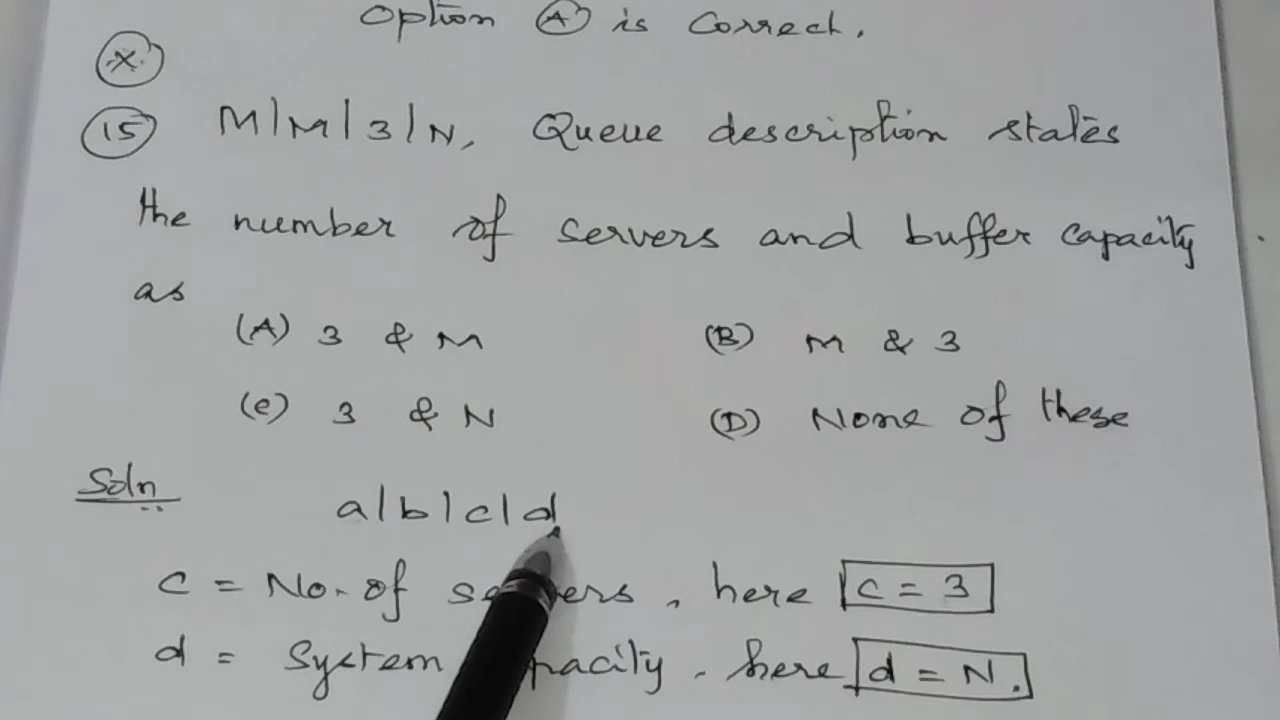 Option (A) is Correct.
(X)
(15) M|M|3|N, Queue description states
the number of servers and buffer capacity
as
(A) 3 & M (B) M & 3
(C) 3 & N (D) None of these
Soln
a|b|c|d
c = No. of servers, here c = 3
d = System capacity, here d = N.